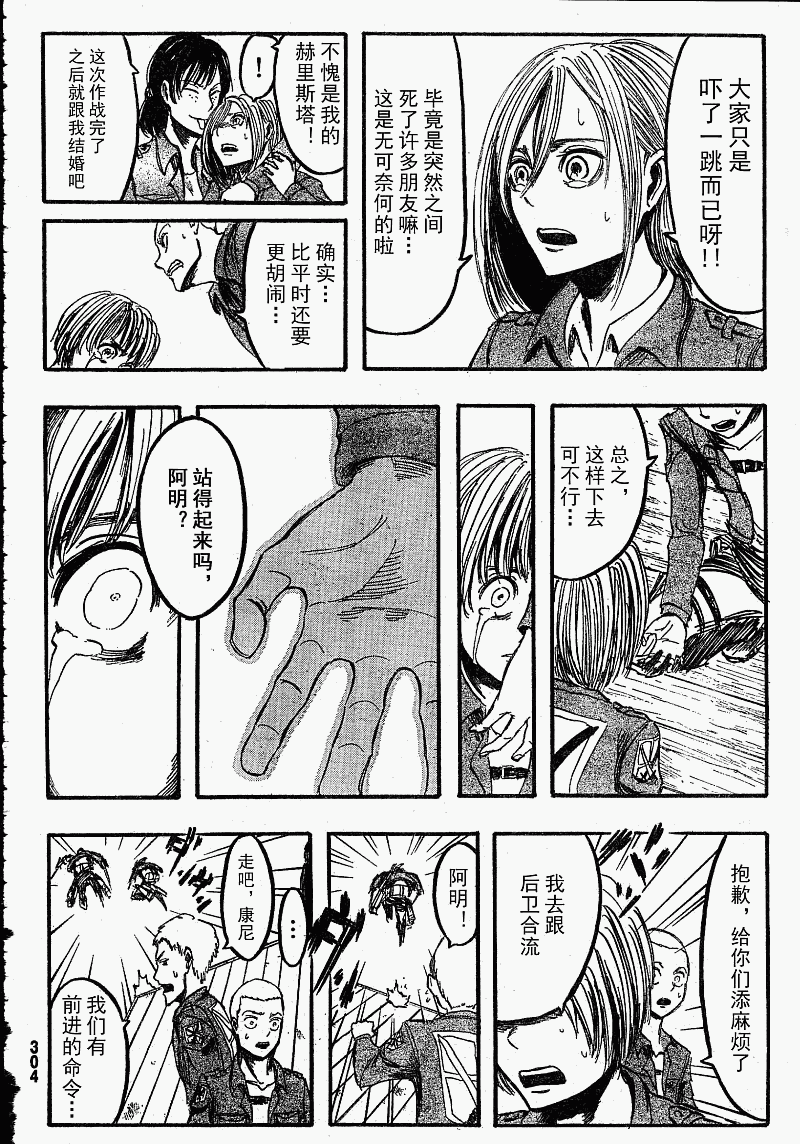 大家只是
吓了一跳而已呀!!
毕竟是突然之间
死了许多朋友嘛…
这是无可奈何的啦
不愧是我的
赫里斯塔!
!
这次作战完了
之后就跟我结婚吧
确实…
比平时还要
更胡闹…
总之,
这样下去
可不行…
站得起来吗,
阿明?
抱歉,给你们添麻烦了
我去跟
后卫合流
阿明!
…
走吧,康尼
我们有
前进的命令…
304